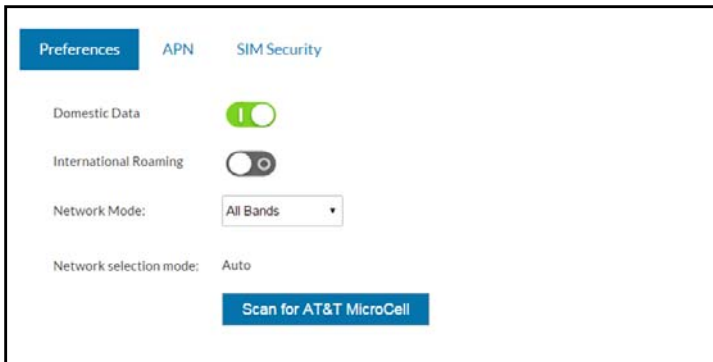 Preferences APN SIM Security
Domestic Data
International Roaming
Network Mode: All Bands
Network selection mode: Auto
Scan for AT&T MicroCell